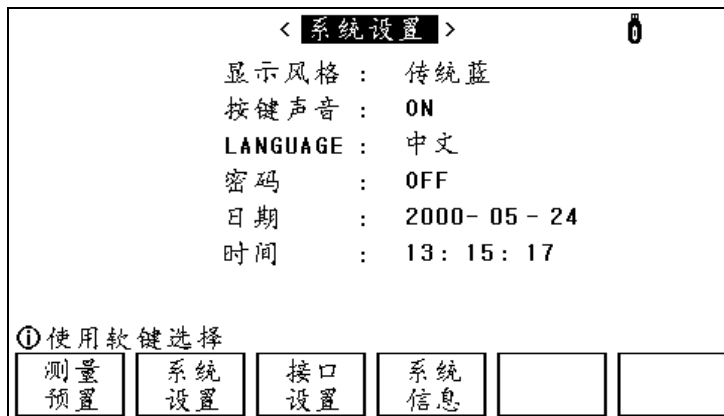 < 系统设置 >
显示风格 : 传统蓝
按键声音 : ON
LANGUAGE : 中文
密码 : OFF
日期 : 2000- 05 - 24
时间 : 13: 15: 17
使用软键选择
测量预置 系统设置 接口设置 系统信息